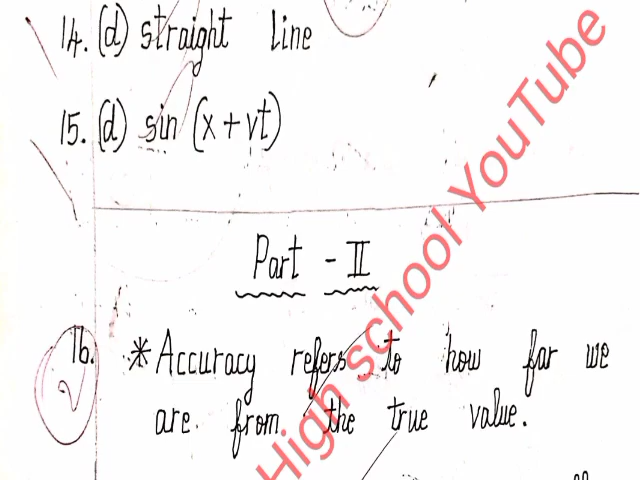 14. (d) straight line
15. (d) sin (x + vt)
Part - II
16. * Accuracy refers to how far we
are from the true value.
High school YouTube